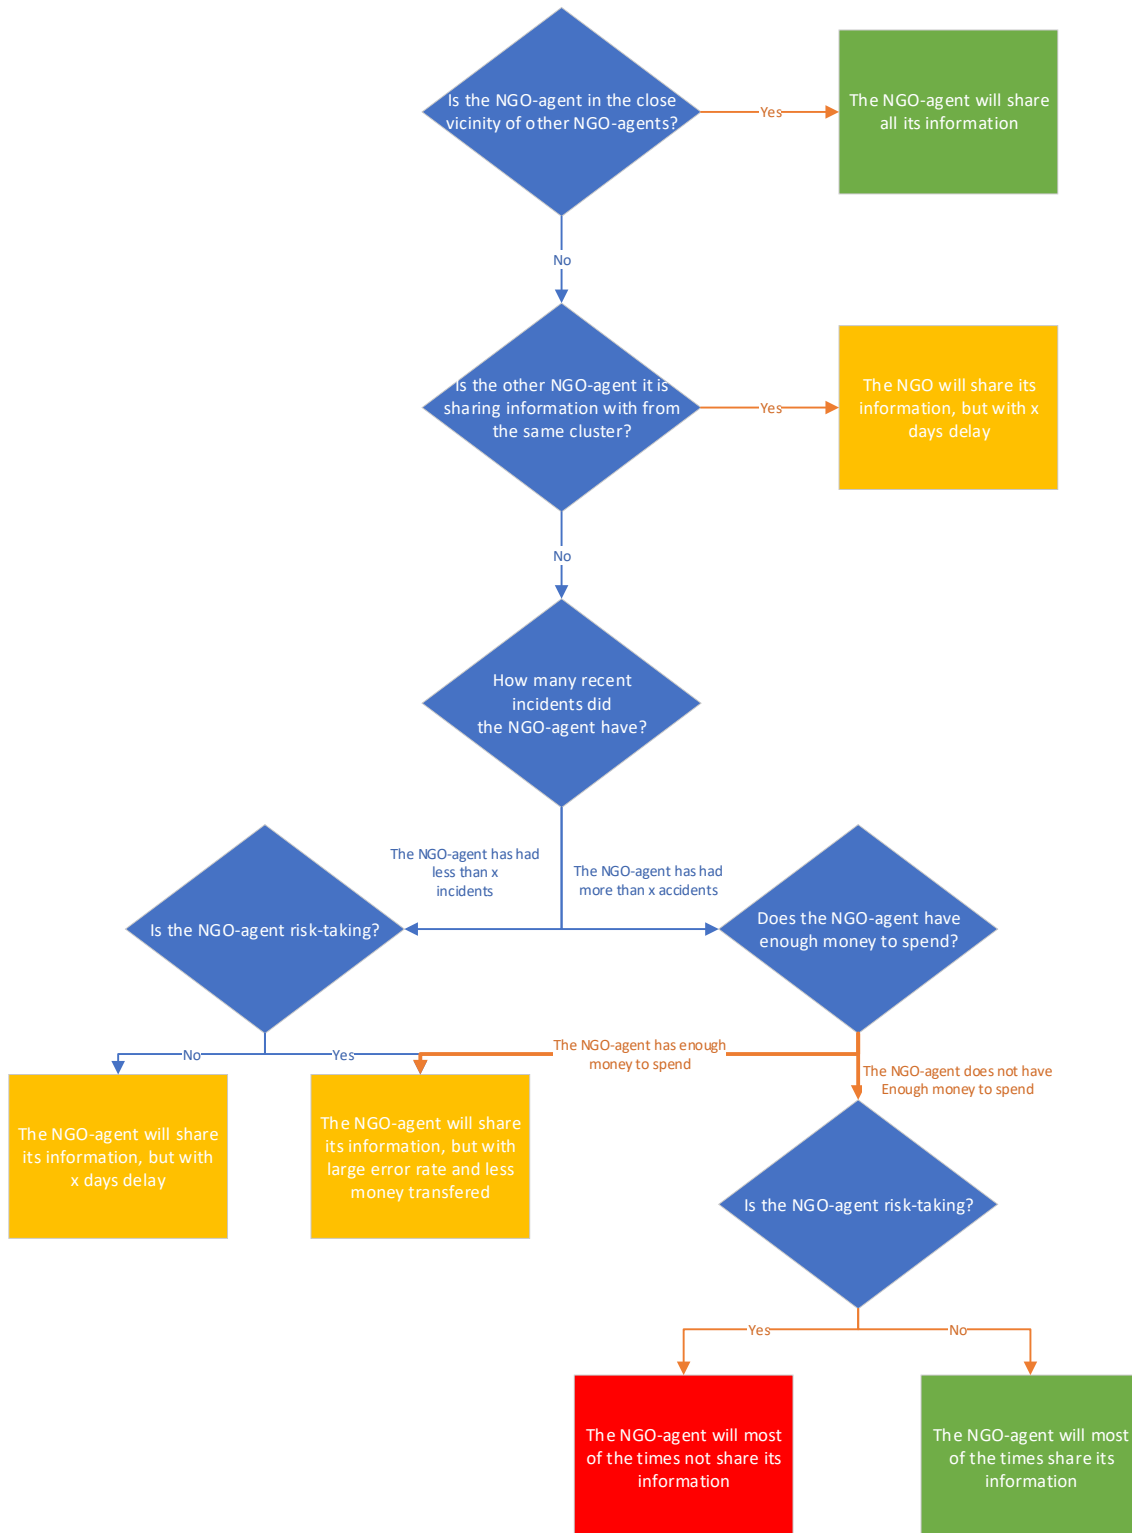 Is the NGO-agent in the close
vicinity of other NGO-agents?
Yes
The NGO-agent will share
all its information
No
Is the other NGO-agent it is
sharing information with from
the same cluster?
Yes
The NGO will share its
information, but with x
days delay
No
How many recent
incidents did
the NGO-agent have?
The NGO-agent has had
less than x
incidents
The NGO-agent has had
more than x accidents
Is the NGO-agent risk-taking?
Does the NGO-agent have
enough money to spend?
No
Yes
The NGO-agent has enough
money to spend
The NGO-agent does not have
Enough money to spend
The NGO-agent will share
its information, but with
x days delay
The NGO-agent will share
its information, but with
large error rate and less
money transfered
Is the NGO-agent risk-taking?
Yes
No
The NGO-agent will most
of the times not share its
information
The NGO-agent will most
of the times share its
information